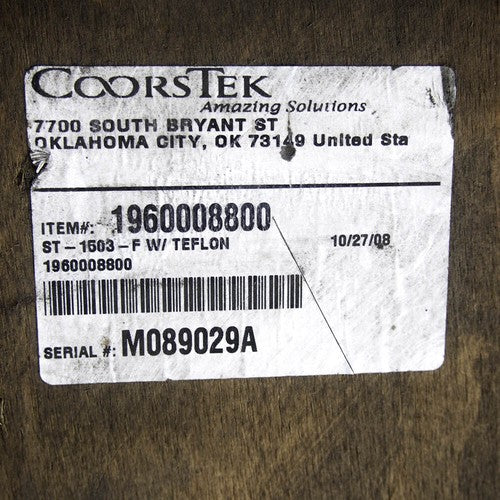 COORSTEK
Amazing Solutions
7700 SOUTH BRYANT ST
OKLAHOMA CITY, OK 73149 United Sta
ITEM#: 1960008800
ST-1503-F W/ TEFLON 10/27/08
1960008800
SERIAL #: M089029A